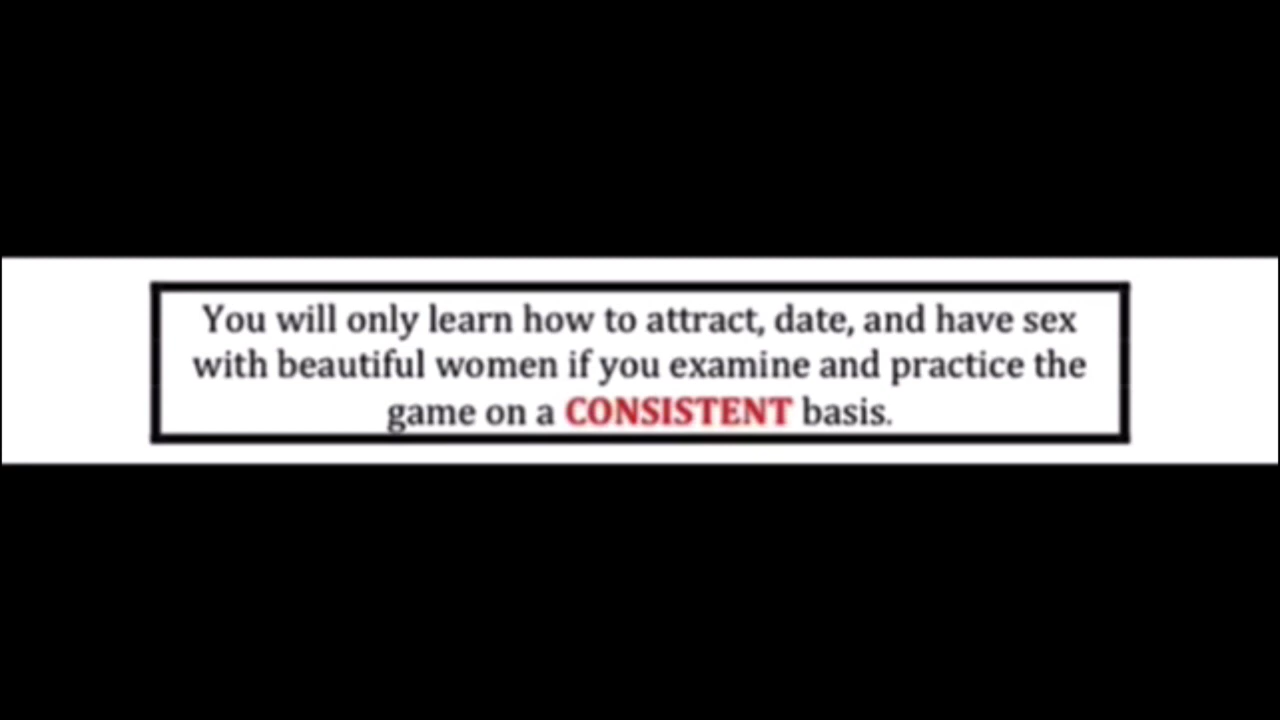 You will only learn how to attract, date, and have sex
with beautiful women if you examine and practice the
game on a CONSISTENT basis.